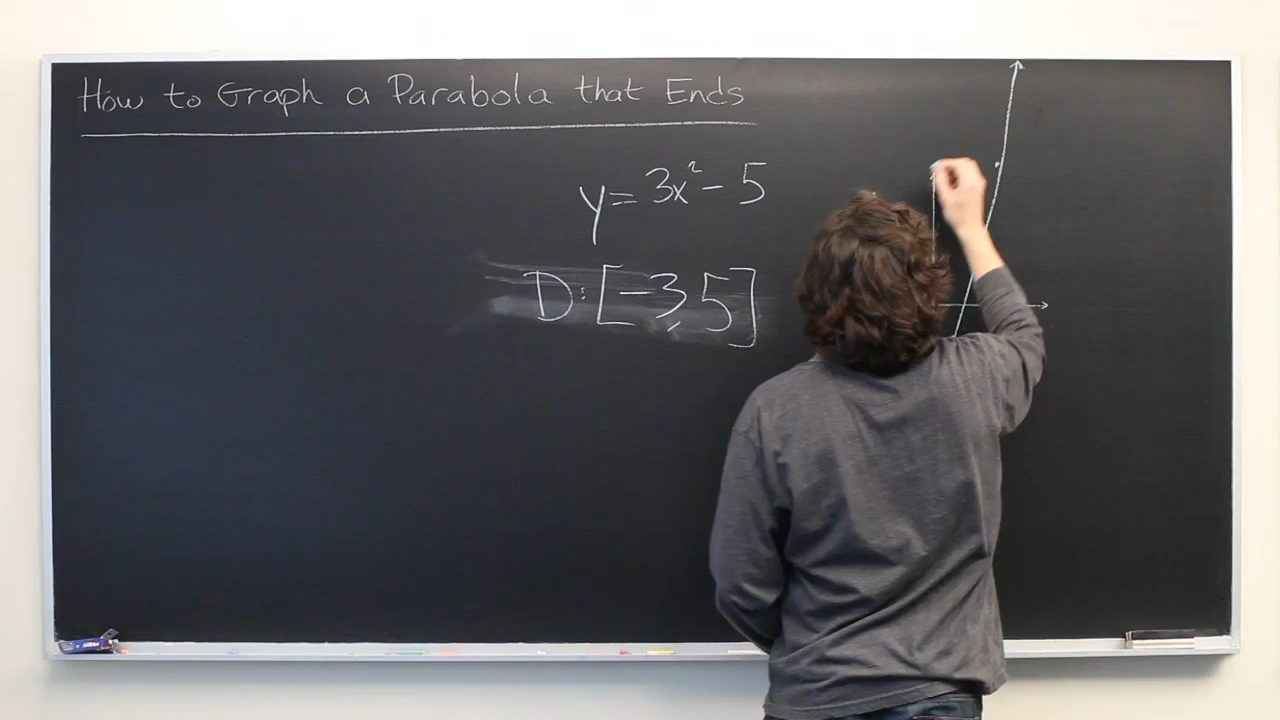 How to Graph a Parabola that Ends
y = 3x² - 5
D: [-3, 5]